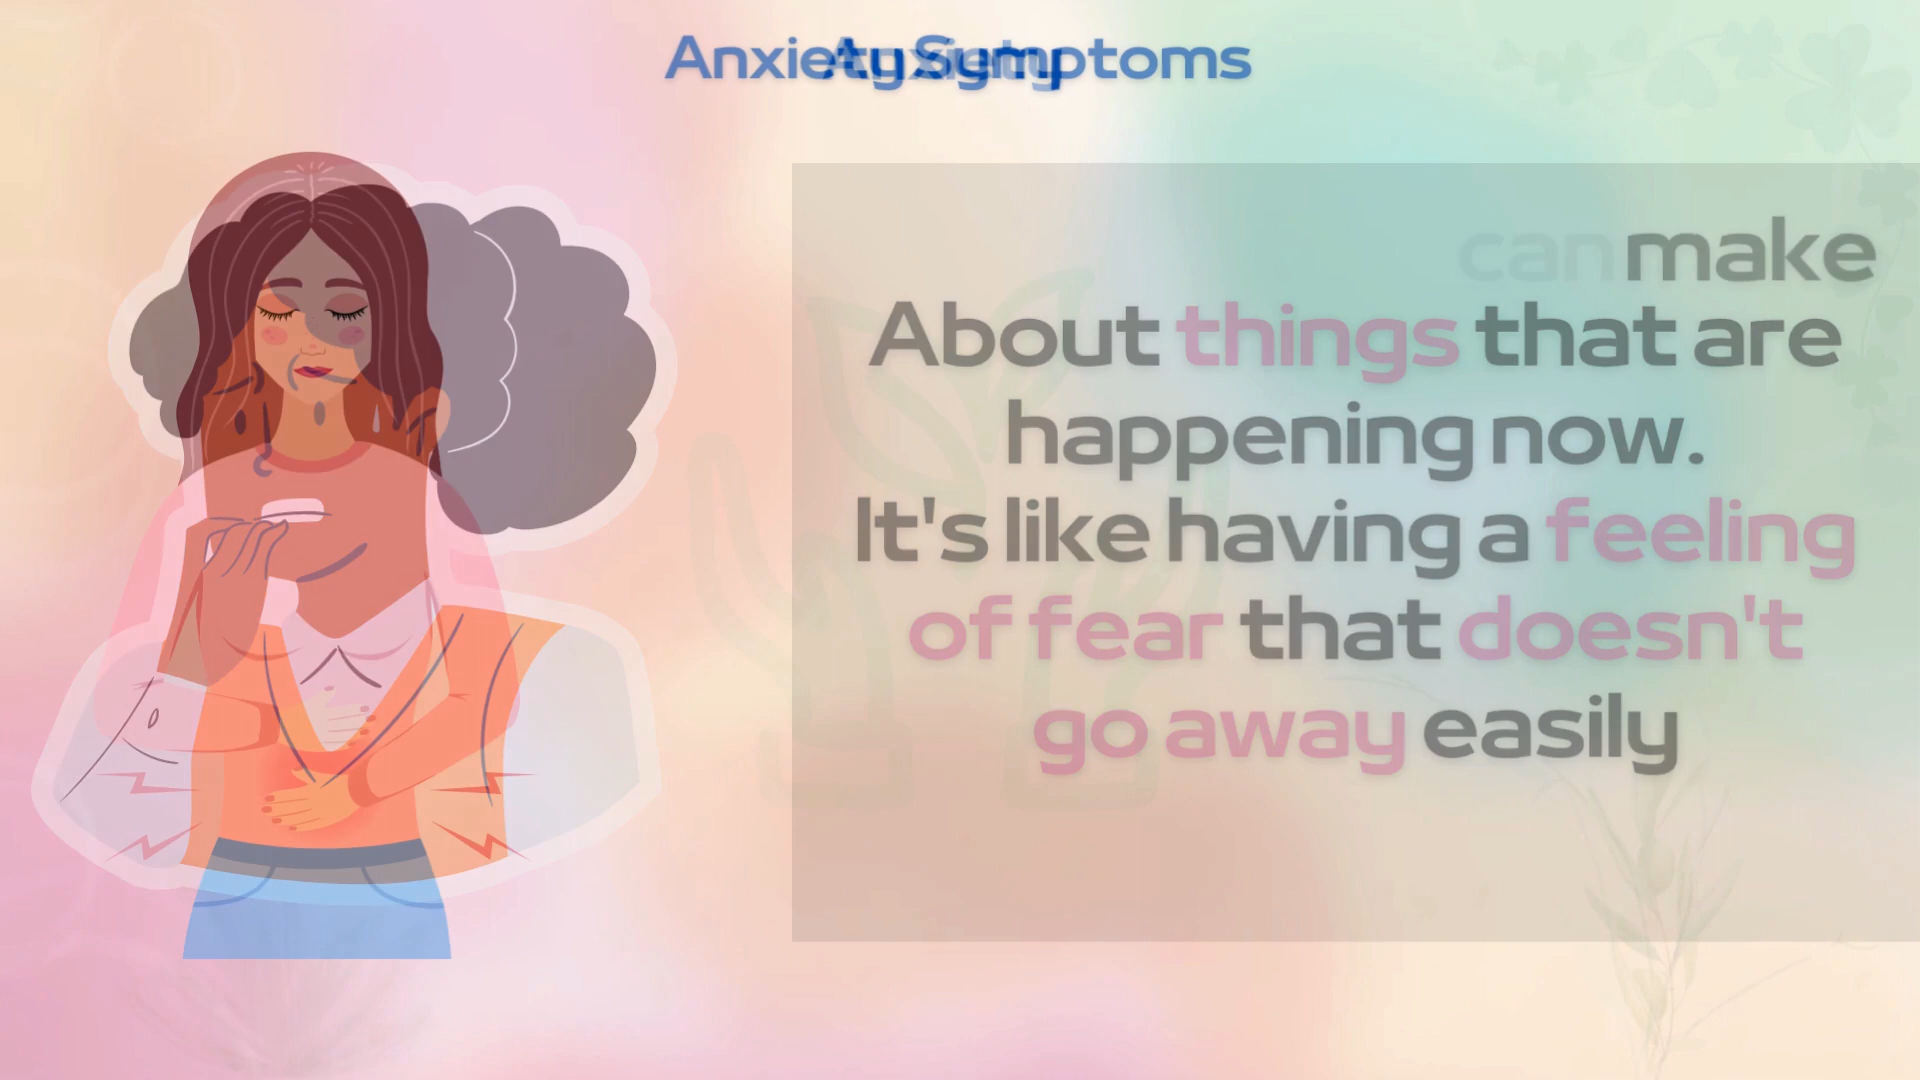 Anxiety Symptoms
Anxiety
can make
About things that are
happening now.
It's like having a feeling
of fear that doesn't
go away easily